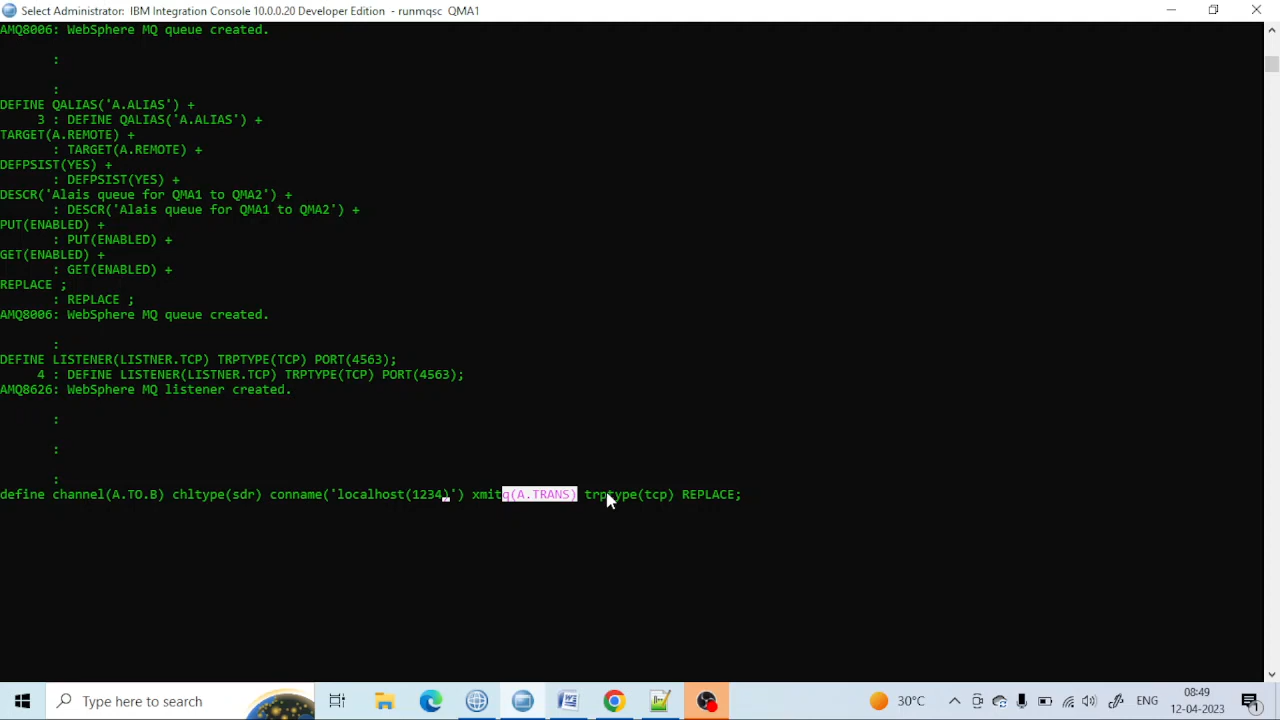 Select Administrator: IBM Integration Console 10.0.0.20 Developer Edition - runmqsc  QMA1
AMQ8006: WebSphere MQ queue created.
:
:
DEFINE QALIAS('A.ALIAS') +
3 : DEFINE QALIAS('A.ALIAS') +
TARGET(A.REMOTE) +
: TARGET(A.REMOTE) +
DEFPSIST(YES) +
: DEFPSIST(YES) +
DESCR('Alais queue for QMA1 to QMA2') +
: DESCR('Alais queue for QMA1 to QMA2') +
PUT(ENABLED) +
: PUT(ENABLED) +
GET(ENABLED) +
: GET(ENABLED) +
REPLACE ;
: REPLACE ;
AMQ8006: WebSphere MQ queue created.
:
DEFINE LISTENER(LISTNER.TCP) TRPTYPE(TCP) PORT(4563);
4 : DEFINE LISTENER(LISTNER.TCP) TRPTYPE(TCP) PORT(4563);
AMQ8626: WebSphere MQ listener created.
:
:
:
define channel(A.TO.B) chltype(sdr) conname('localhost(1234)') xmitq(A.TRANS) trptype(tcp) REPLACE;
Type here to search
30°C
ENG
08:49
12-04-2023
1